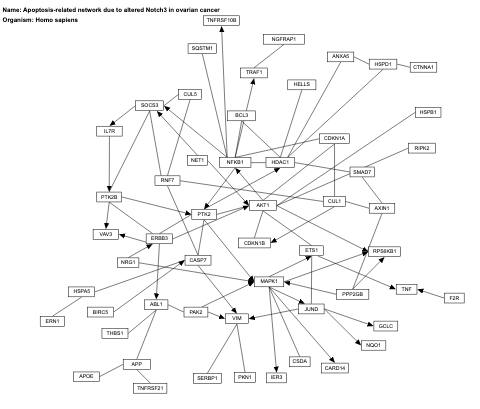 Name: Apoptosis-related network due to altered Notch3 in ovarian cancer
Organism: Homo sapiens
TNFRSF10B
NGFRAP1
SQSTM1
ANXA5
HSPD1
CTNNA1
TRAF1
HELLS
CUL5
SOCS3
BCL3
HSPB1
IL7R
CDKN1A
RIPK2
NET1
NFKB1
HDAC1
SMAD7
RNF7
PTK2B
PTK2
AKT1
CUL1
AXIN1
VAV3
ERBB3
CDKN1B
ETS1
RPS6KB1
NRG1
CASP7
MAPK1
HSPA5
PPP2GB
TNF
F2R
ERN1
BIRC5
ABL1
PAK2
VIM
JUND
GCLC
THBS1
NQO1
APP
CSDA
CARD14
APOE
TNFRSF21
SERBP1
PKN1
IER3